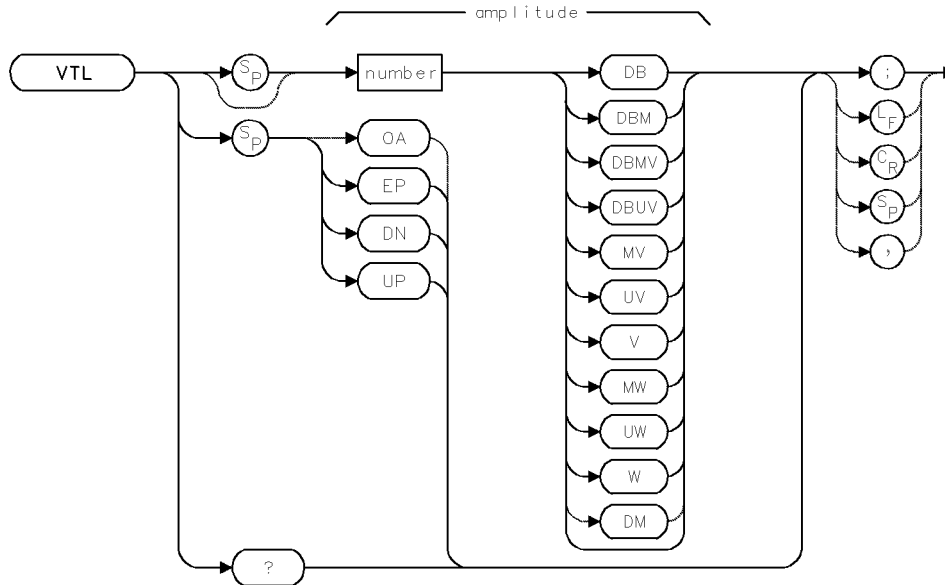 amplitude
VTL SP number DB ;
DBM LF
SP OA DBMV CR
EP DBUV SP
DN MV ,
UP UV
V
MW
UW
W
DM
?